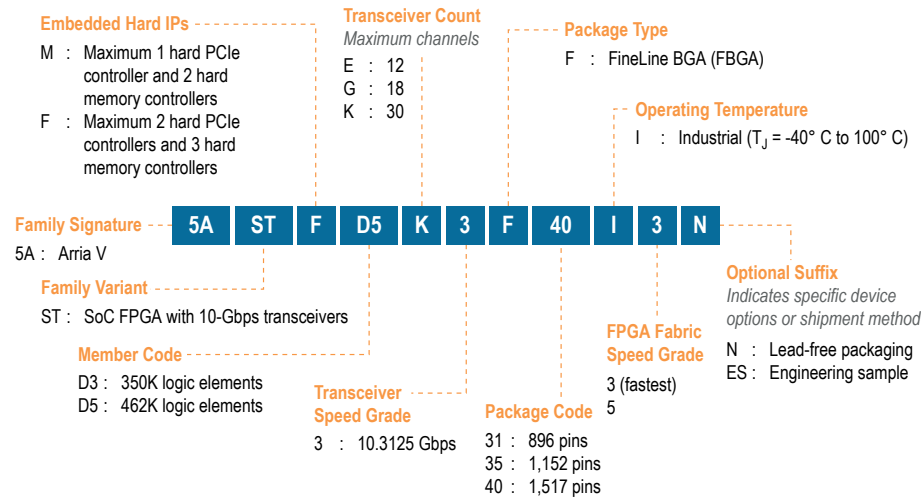 Embedded Hard IPs
M : Maximum 1 hard PCIe
controller and 2 hard
memory controllers
F : Maximum 2 hard PCIe
controllers and 3 hard
memory controllers
Transceiver Count
Maximum channels
E : 12
G : 18
K : 30
Package Type
F : FineLine BGA (FBGA)
Operating Temperature
I : Industrial (TJ = -40° C to 100° C)
5A ST F D5 K 3 F 40 I 3 N
Family Signature
5A : Arria V
Family Variant
ST : SoC FPGA with 10-Gbps transceivers
Member Code
D3 : 350K logic elements
D5 : 462K logic elements
Transceiver
Speed Grade
3 : 10.3125 Gbps
Package Code
31 : 896 pins
35 : 1,152 pins
40 : 1,517 pins
FPGA Fabric
Speed Grade
3 (fastest)
5
Optional Suffix
Indicates specific device
options or shipment method
N : Lead-free packaging
ES : Engineering sample